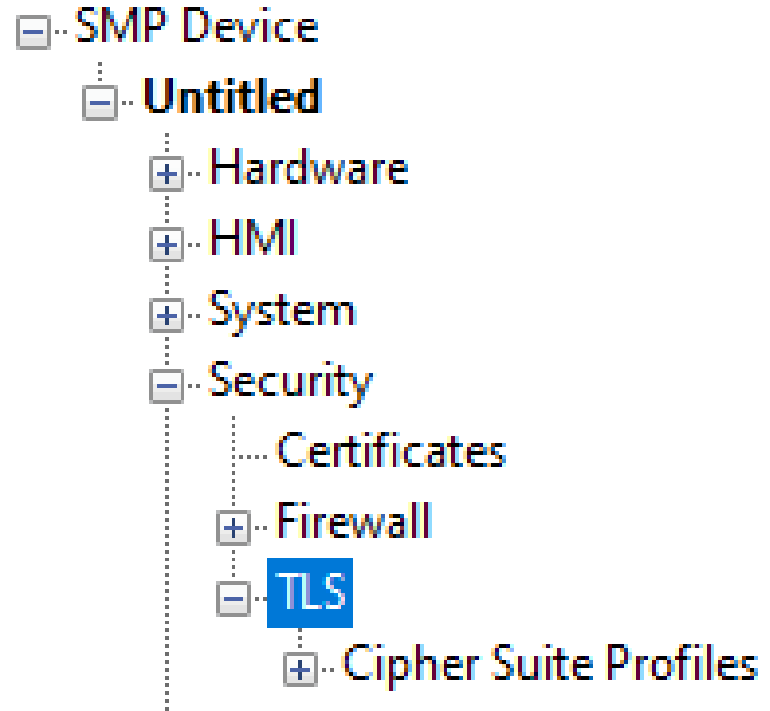 SMP Device
Untitled
Hardware
HMI
System
Security
Certificates
Firewall
TLS
Cipher Suite Profiles